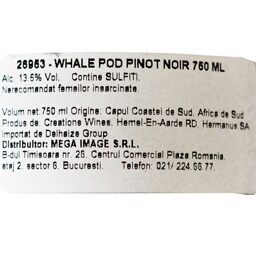 26963 - WHALE POD PINOT NOIR 750 ML
Alc. 13.5% Vol. Contine SULFITI.
Nerecomandat femeilor insarcinate.
Volum net:750 ml Origine: Capul Coastei de Sud, Africa de Sud
Produs de: Creations Wines, Hemel-En-Aarde RD. Hermanus SA
Importat de Delhaize Group
Distribuitor: MEGA IMAGE S.R.L.
B-dul Timisoara nr. 26, Centrul Comercial Plaza Romania,
etaj 2, sector 6, Bucuresti. Telefon: 021/ 224.66.77